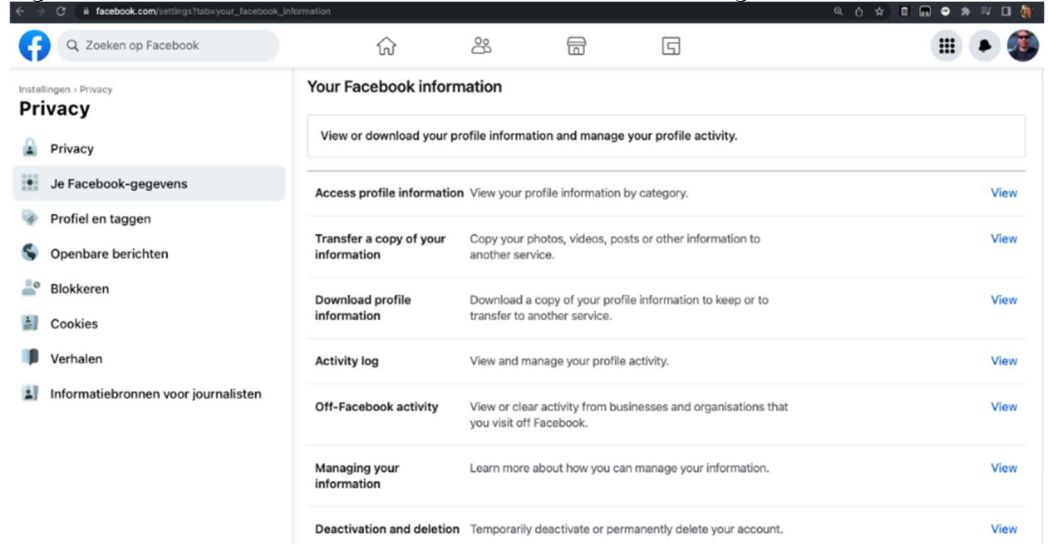 facebook.com/settings?tab=your_facebook_information
Zoeken op Facebook
Instellingen › Privacy
Privacy
Privacy
Je Facebook-gegevens
Profiel en taggen
Openbare berichten
Blokkeren
Cookies
Verhalen
Informatiebronnen voor journalisten
Your Facebook information
View or download your profile information and manage your profile activity.
Access profile information View your profile information by category. View
Transfer a copy of your Copy your photos, videos, posts or other information to View
information another service.
Download profile Download a copy of your profile information to keep or to View
information transfer to another service.
Activity log View and manage your profile activity. View
Off-Facebook activity View or clear activity from businesses and organisations that View
you visit off Facebook.
Managing your Learn more about how you can manage your information. View
information
Deactivation and deletion Temporarily deactivate or permanently delete your account. View